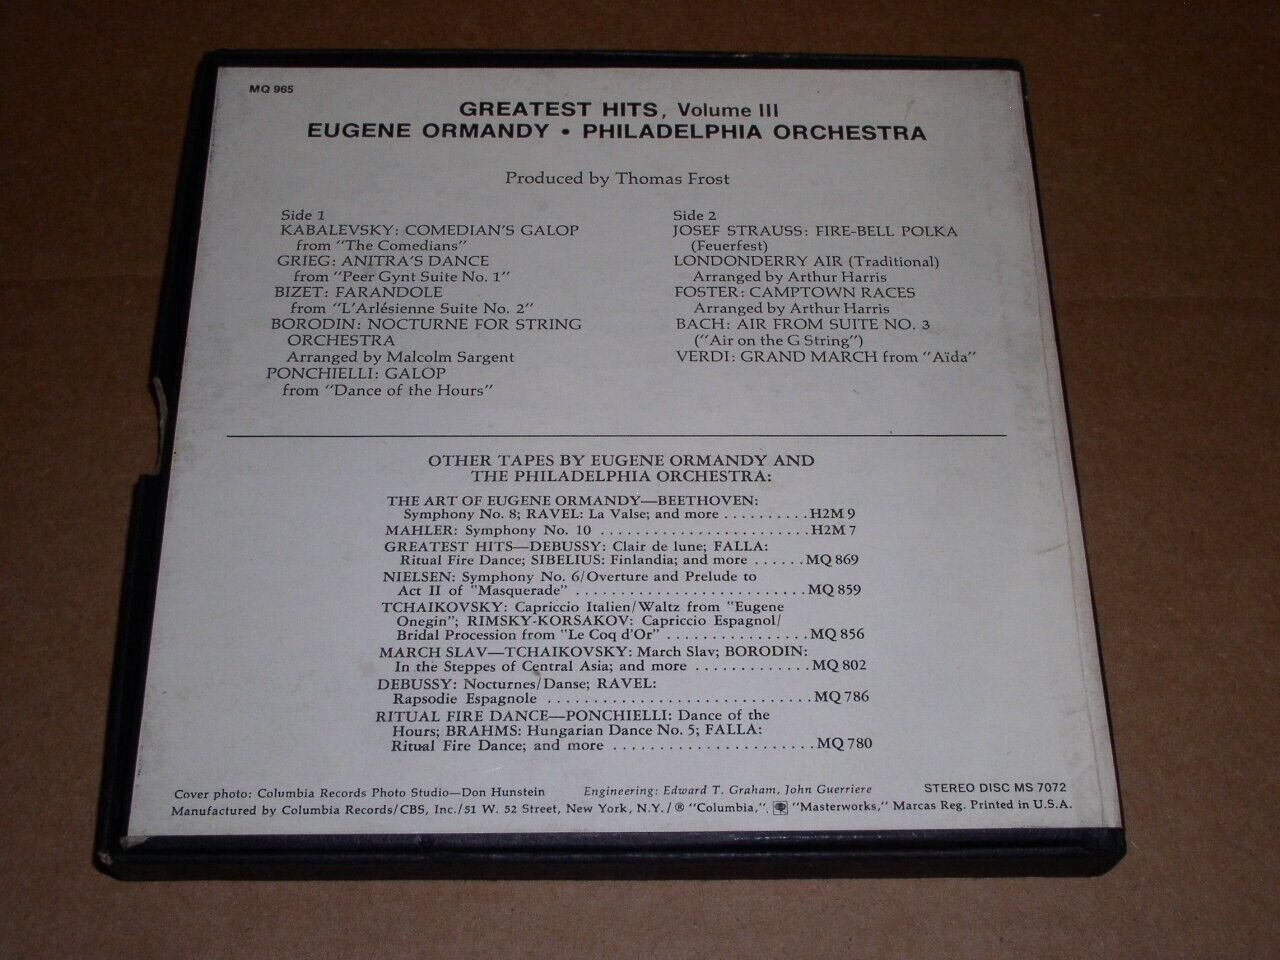 MQ 965
GREATEST HITS, Volume III
EUGENE ORMANDY • PHILADELPHIA ORCHESTRA
Produced by Thomas Frost
Side 1
KABALEVSKY: COMEDIAN'S GALOP
from "The Comedians"
GRIEG: ANITRA'S DANCE
from "Peer Gynt Suite No. 1"
BIZET: FARANDOLE
from "L'Arlésienne Suite No. 2"
BORODIN: NOCTURNE FOR STRING
ORCHESTRA
Arranged by Malcolm Sargent
PONCHIELLI: GALOP
from "Dance of the Hours"
Side 2
JOSEF STRAUSS: FIRE-BELL POLKA
(Feuerfest)
LONDONDERRY AIR (Traditional)
Arranged by Arthur Harris
FOSTER: CAMPTOWN RACES
Arranged by Arthur Harris
BACH: AIR FROM SUITE NO. 3
("Air on the G String")
VERDI: GRAND MARCH from "Aïda"
OTHER TAPES BY EUGENE ORMANDY AND
THE PHILADELPHIA ORCHESTRA:
THE ART OF EUGENE ORMANDY—BEETHOVEN:
Symphony No. 8; RAVEL: La Valse; and more . . . . . . . . . . H2M 9
MAHLER: Symphony No. 10 . . . . . . . . . . . . . . . . . . . . . . . . H2M 7
GREATEST HITS—DEBUSSY: Clair de lune; FALLA:
Ritual Fire Dance; SIBELIUS: Finlandia; and more . . . . . . MQ 869
NIELSEN: Symphony No. 6/Overture and Prelude to
Act II of "Masquerade" . . . . . . . . . . . . . . . . . . . . . . . . . . MQ 859
TCHAIKOVSKY: Capriccio Italien/Waltz from "Eugene
Onegin"; RIMSKY-KORSAKOV: Capriccio Espagnol/
Bridal Procession from "Le Coq d'Or" . . . . . . . . . . . . . . . . MQ 856
MARCH SLAV—TCHAIKOVSKY: March Slav; BORODIN:
In the Steppes of Central Asia; and more . . . . . . . . . . . . . MQ 802
DEBUSSY: Nocturnes/Danse; RAVEL:
Rapsodie Espagnole . . . . . . . . . . . . . . . . . . . . . . . . . . . . . MQ 786
RITUAL FIRE DANCE—PONCHIELLI: Dance of the
Hours; BRAHMS: Hungarian Dance No. 5; FALLA:
Ritual Fire Dance; and more . . . . . . . . . . . . . . . . . . . . . . MQ 780
Cover photo: Columbia Records Photo Studio—Don Hunstein Engineering: Edward T. Graham, John Guerriere STEREO DISC MS 7072
Manufactured by Columbia Records/CBS, Inc./51 W. 52 Street, New York, N.Y./® "Columbia," "Masterworks," Marcas Reg. Printed in U.S.A.